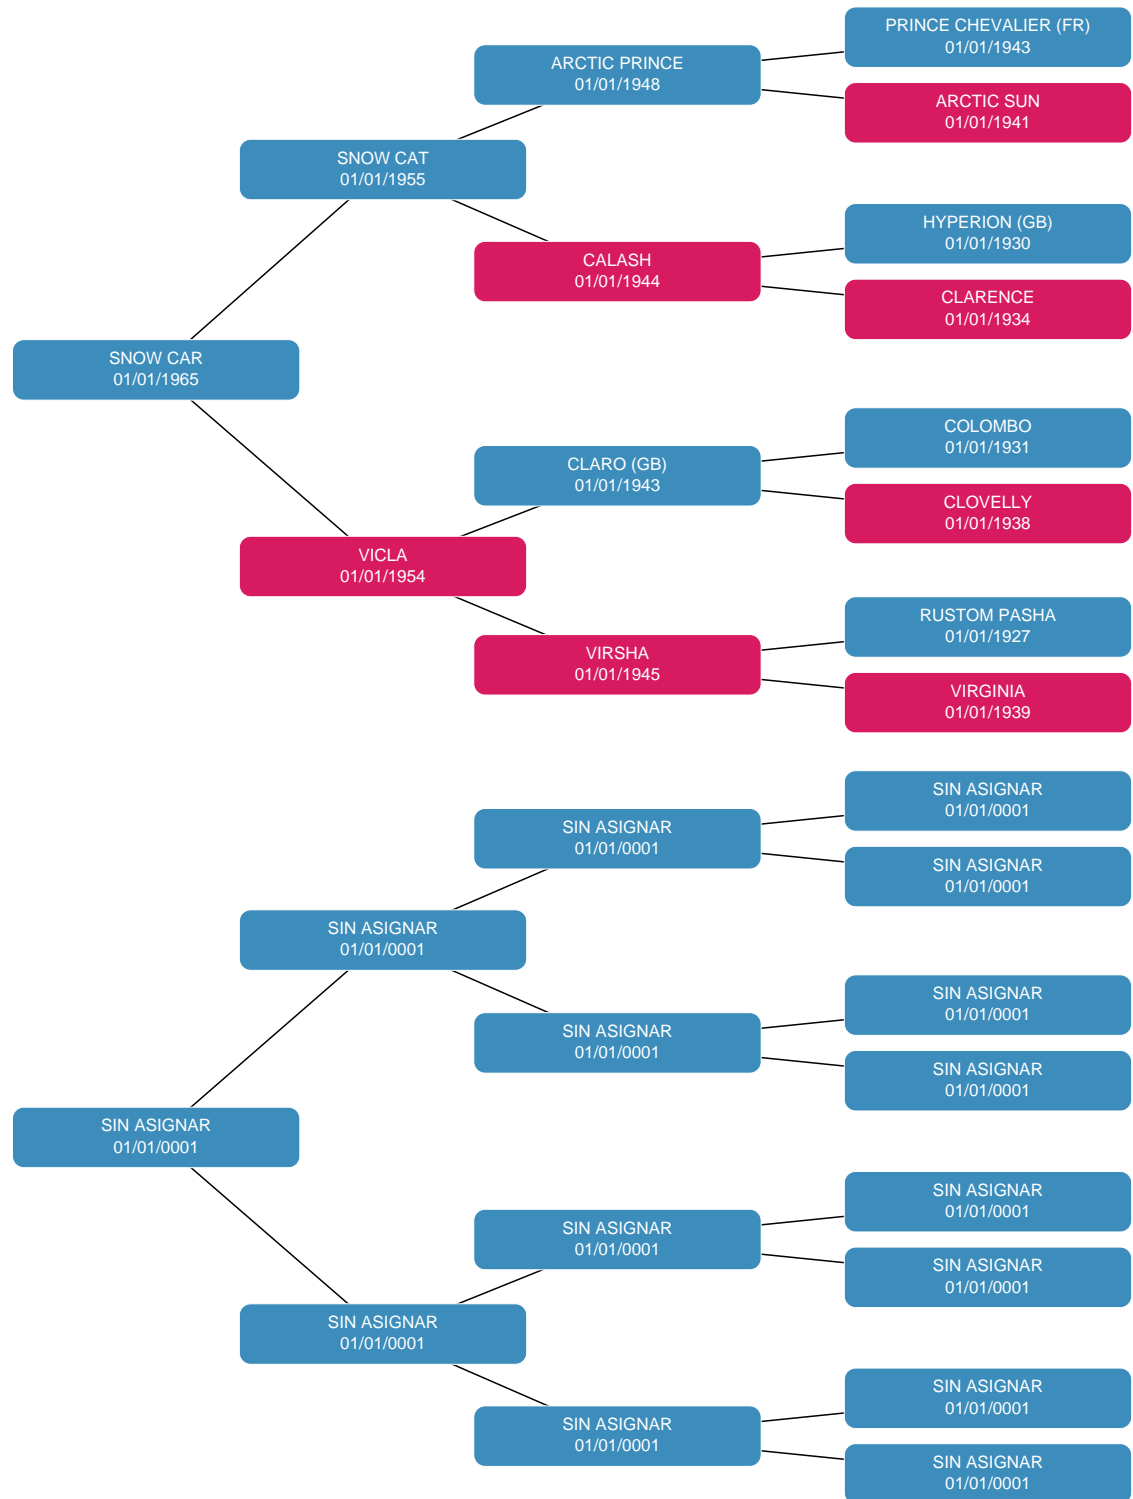 PRINCE CHEVALIER (FR)
01/01/1943
ARCTIC PRINCE
01/01/1948
ARCTIC SUN
01/01/1941
SNOW CAT
01/01/1955
HYPERION (GB)
01/01/1930
CALASH
01/01/1944
CLARENCE
01/01/1934
SNOW CAR
01/01/1965
COLOMBO
01/01/1931
CLARO (GB)
01/01/1943
CLOVELLY
01/01/1938
VICLA
01/01/1954
RUSTOM PASHA
01/01/1927
VIRSHA
01/01/1945
VIRGINIA
01/01/1939
SIN ASIGNAR
01/01/0001
SIN ASIGNAR
01/01/0001
SIN ASIGNAR
01/01/0001
SIN ASIGNAR
01/01/0001
SIN ASIGNAR
01/01/0001
SIN ASIGNAR
01/01/0001
SIN ASIGNAR
01/01/0001
SIN ASIGNAR
01/01/0001
SIN ASIGNAR
01/01/0001
SIN ASIGNAR
01/01/0001
SIN ASIGNAR
01/01/0001
SIN ASIGNAR
01/01/0001
SIN ASIGNAR
01/01/0001
SIN ASIGNAR
01/01/0001
SIN ASIGNAR
01/01/0001